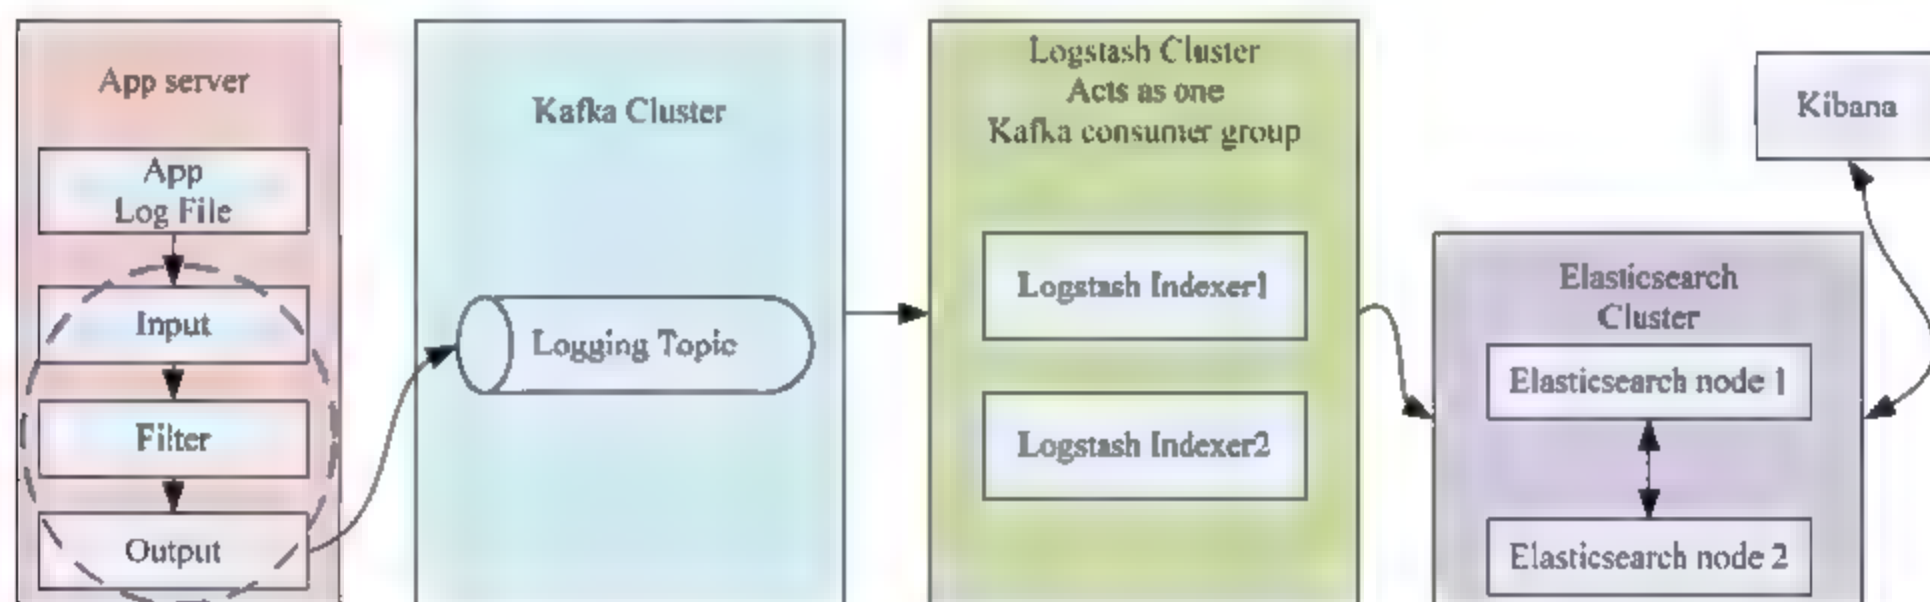 App server
App
Log File
Input
Filter
Output
Kafka Cluster
Logging Topic
Logstash Cluster
Acts as one
Kafka consumer group
Logstash Indexer1
Logstash Indexer2
Elasticsearch
Cluster
Elasticsearch node 1
Elasticsearch node 2
Kibana